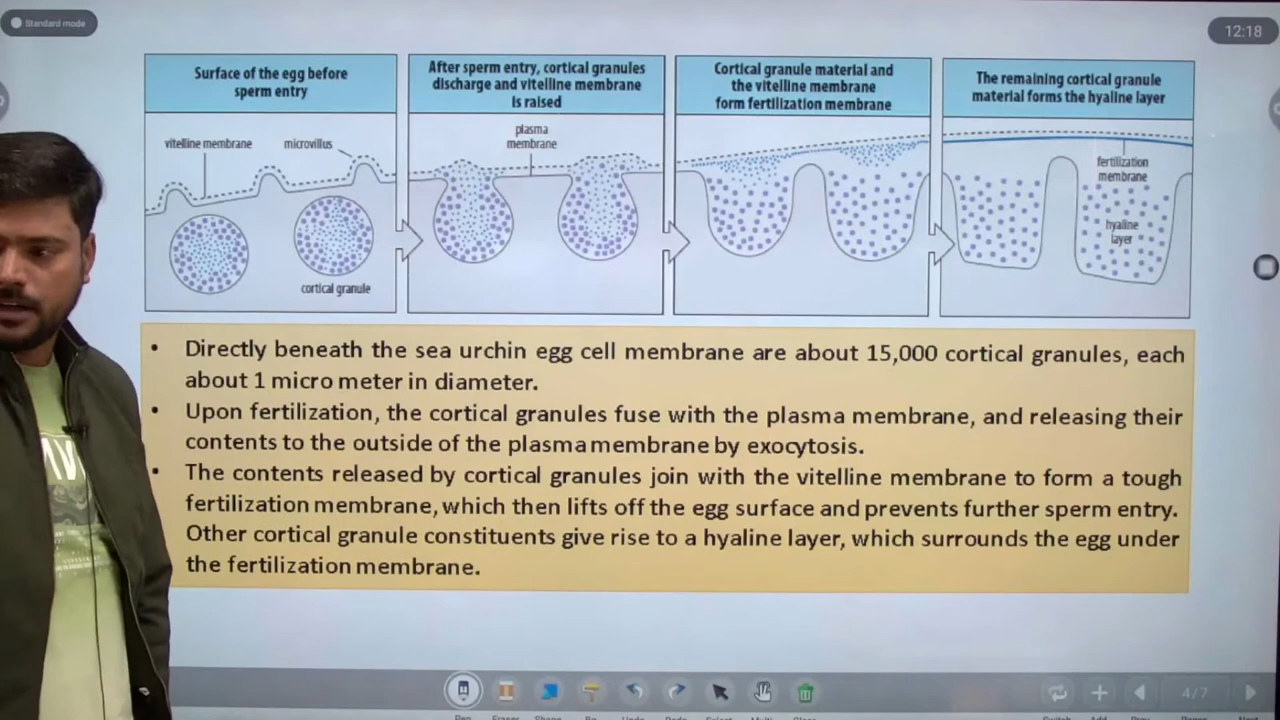 Standard mode
12:18
Surface of the egg before
sperm entry
After sperm entry, cortical granules
discharge and vitelline membrane
is raised
Cortical granule material and
the vitelline membrane
form fertilization membrane
The remaining cortical granule
material forms the hyaline layer
vitelline membrane
microvillus
cortical granule
plasma
membrane
fertilization
membrane
hyaline
layer
• Directly beneath the sea urchin egg cell membrane are about 15,000 cortical granules, each
about 1 micro meter in diameter.
• Upon fertilization, the cortical granules fuse with the plasma membrane, and releasing their
contents to the outside of the plasma membrane by exocytosis.
• The contents released by cortical granules join with the vitelline membrane to form a tough
fertilization membrane, which then lifts off the egg surface and prevents further sperm entry.
Other cortical granule constituents give rise to a hyaline layer, which surrounds the egg under
the fertilization membrane.
4/7